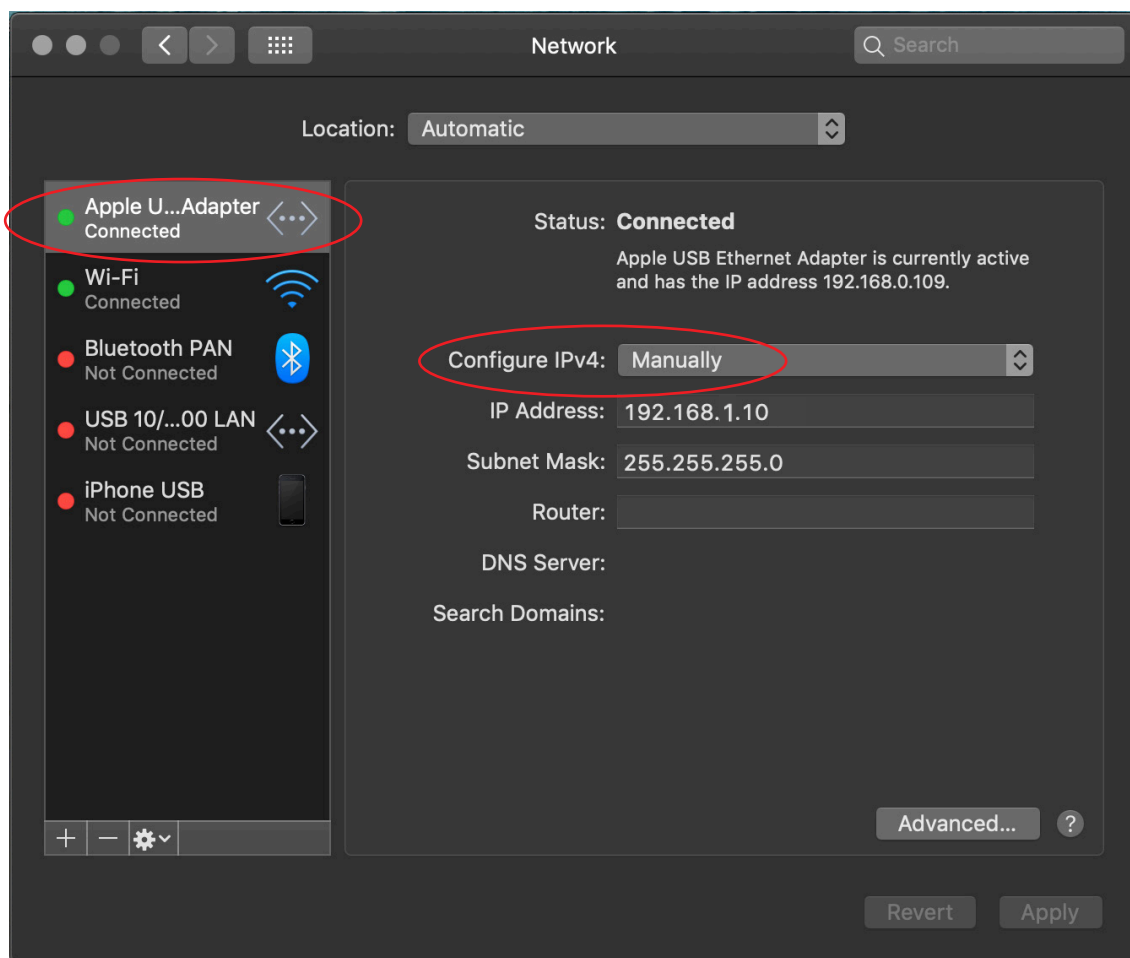 Network
Search
Location: Automatic
Apple U...Adapter
Connected
Wi-Fi
Connected
Bluetooth PAN
Not Connected
USB 10/...00 LAN
Not Connected
iPhone USB
Not Connected
Status: Connected
Apple USB Ethernet Adapter is currently active
and has the IP address 192.168.0.109.
Configure IPv4: Manually
IP Address: 192.168.1.10
Subnet Mask: 255.255.255.0
Router:
DNS Server:
Search Domains:
Advanced... ?
Revert Apply